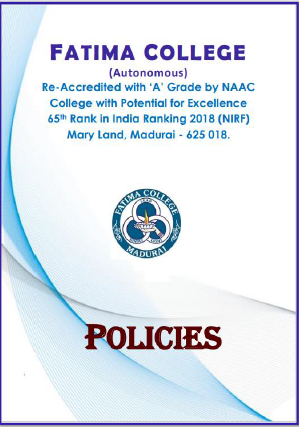 FATIMA COLLEGE
(Autonomous)
Re-Accredited with ‘A’ Grade by NAAC
College with Potential for Excellence
65th Rank in India Ranking 2018 (NIRF)
Mary Land, Madurai - 625 018.
FATIMA COLLEGE
MADURAI
POLICIES